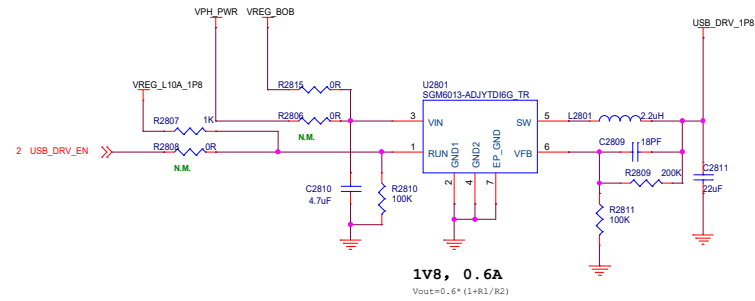 VPH_PWR
VREG_BOB
USB_DRV_1P8
R2815 0R
U2801
SGM6013-ADJYTDI6G_TR
VREG_L10A_1P8
R2807 1K
R2806 0R
N.M.
3 VIN
SW 5
L2801 2.2uH
2 USB_DRV_EN
R2808 0R
N.M.
1 RUN
GND1
GND2
EP_GND
VFB 6
C2809 18PF
2
4
7
C2810
4.7uF
R2810
100K
R2809 200K
C2811
22uF
R2811
100K
1V8, 0.6A
Vout=0.6*(1+R1/R2)